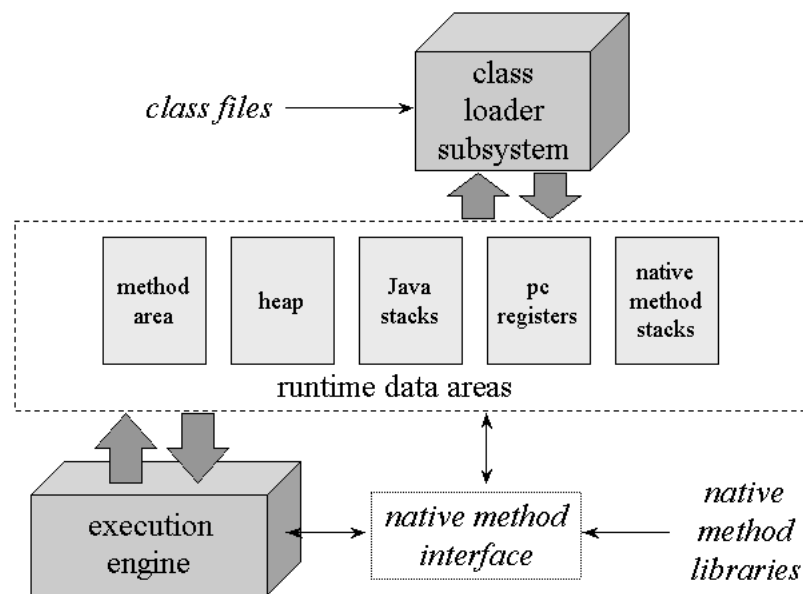 class
loader
subsystem
class files
method
area
heap
Java
stacks
pc
registers
native
method
stacks
runtime data areas
execution
engine
native method
interface
native
method
libraries